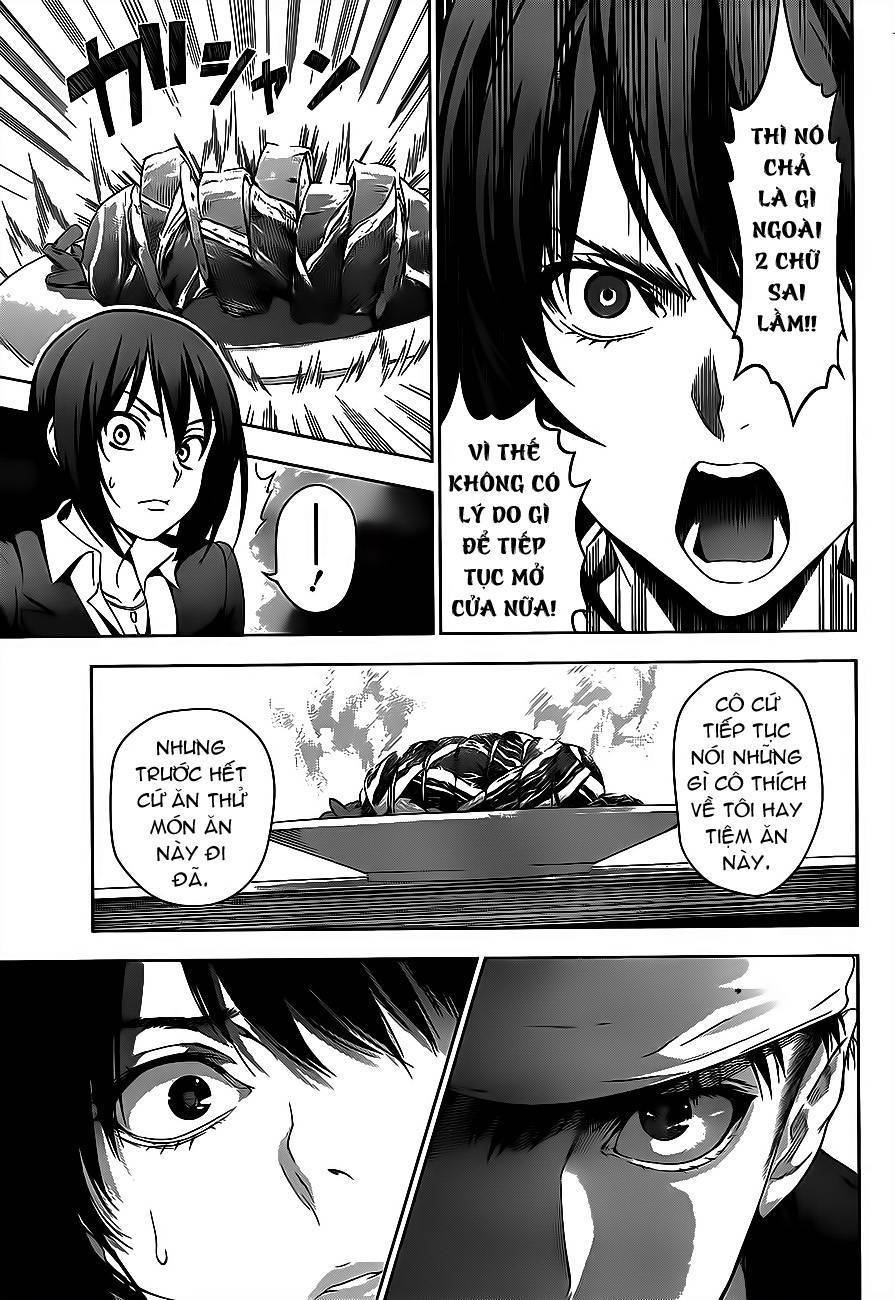 THÌ NÓ
CHẢ
LÀ GÌ
NGOÀI
2 CHỮ
SAI
LẦM!!
VÌ THẾ
KHÔNG CÓ
LÝ DO GÌ
ĐỂ TIẾP
TỤC MỞ
CỬA NỮA!
ガシャン
!
CÔ CỨ
TIẾP TỤC
NÓI NHỮNG
GÌ CÔ THÍCH
VỀ TÔI HAY
TIỆM ĂN
NÀY.
NHƯNG
TRƯỚC HẾT
CỨ ĂN THỬ
MÓN ĂN
NÀY ĐI
ĐÃ.